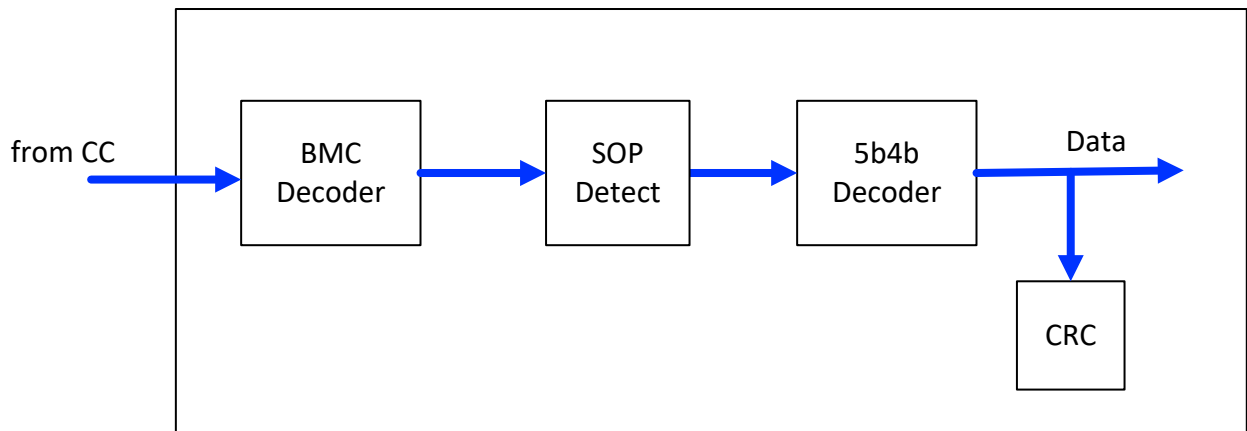 from CC
BMC
Decoder
SOP
Detect
5b4b
Decoder
Data
CRC